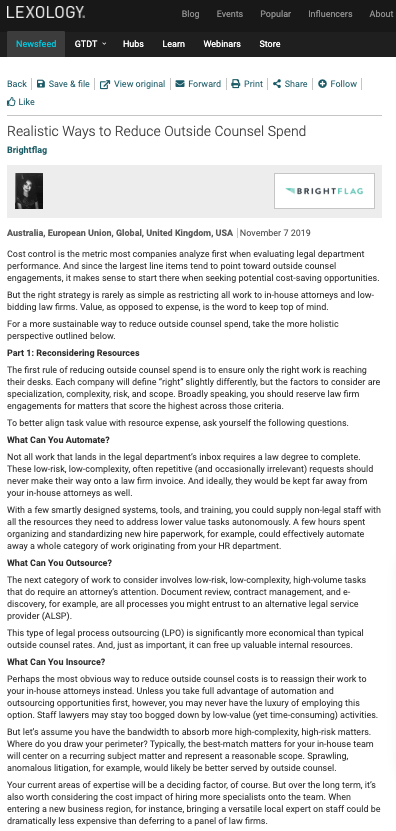 LEXOLOGY.
Blog Events Popular Influencers About
Newsfeed GTDT Hubs Learn Webinars Store
Back Save & file View original Forward Print Share Follow
Like
Realistic Ways to Reduce Outside Counsel Spend
Brightflag
BRIGHTFLAG
Australia, European Union, Global, United Kingdom, USA November 7 2019
Cost control is the metric most companies analyze first when evaluating legal department
performance. And since the largest line items tend to point toward outside counsel
engagements, it makes sense to start there when seeking potential cost-saving opportunities.
But the right strategy is rarely as simple as restricting all work to in-house attorneys and low-
bidding law firms. Value, as opposed to expense, is the word to keep top of mind.
For a more sustainable way to reduce outside counsel spend, take the more holistic
perspective outlined below.
Part 1: Reconsidering Resources
The first rule of reducing outside counsel spend is to ensure only the right work is reaching
their desks. Each company will define “right” slightly differently, but the factors to consider are
specialization, complexity, risk, and scope. Broadly speaking, you should reserve law firm
engagements for matters that score the highest across those criteria.
To better align task value with resource expense, ask yourself the following questions.
What Can You Automate?
Not all work that lands in the legal department’s inbox requires a law degree to complete.
These low-risk, low-complexity, often repetitive (and occasionally irrelevant) requests should
never make their way onto a law firm invoice. And ideally, they would be kept far away from
your in-house attorneys as well.
With a few smartly designed systems, tools, and training, you could supply non-legal staff with
all the resources they need to address lower value tasks autonomously. A few hours spent
organizing and standardizing new hire paperwork, for example, could effectively automate
away a whole category of work originating from your HR department.
What Can You Outsource?
The next category of work to consider involves low-risk, low-complexity, high-volume tasks
that do require an attorney’s attention. Document review, contract management, and e-
discovery, for example, are all processes you might entrust to an alternative legal service
provider (ALSP).
This type of legal process outsourcing (LPO) is significantly more economical than typical
outside counsel rates. And, just as important, it can free up valuable internal resources.
What Can You Insource?
Perhaps the most obvious way to reduce outside counsel costs is to reassign their work to
your in-house attorneys instead. Unless you take full advantage of automation and
outsourcing opportunities first, however, you may never have the luxury of employing this
option. Staff lawyers may stay too bogged down by low-value (yet time-consuming) activities.
But let’s assume you have the bandwidth to absorb more high-complexity, high-risk matters.
Where do you draw your perimeter? Typically, the best-match matters for your in-house team
will center on a recurring subject matter and represent a reasonable scope. Sprawling,
anomalous litigation, for example, would likely be better served by outside counsel.
Your current areas of expertise will be a deciding factor, of course. But over the long term, it’s
also worth considering the cost impact of hiring more specialists onto the team. When
entering a new business region, for instance, bringing a versatile local expert on staff could be
dramatically less expensive than deferring to a panel of law firms.